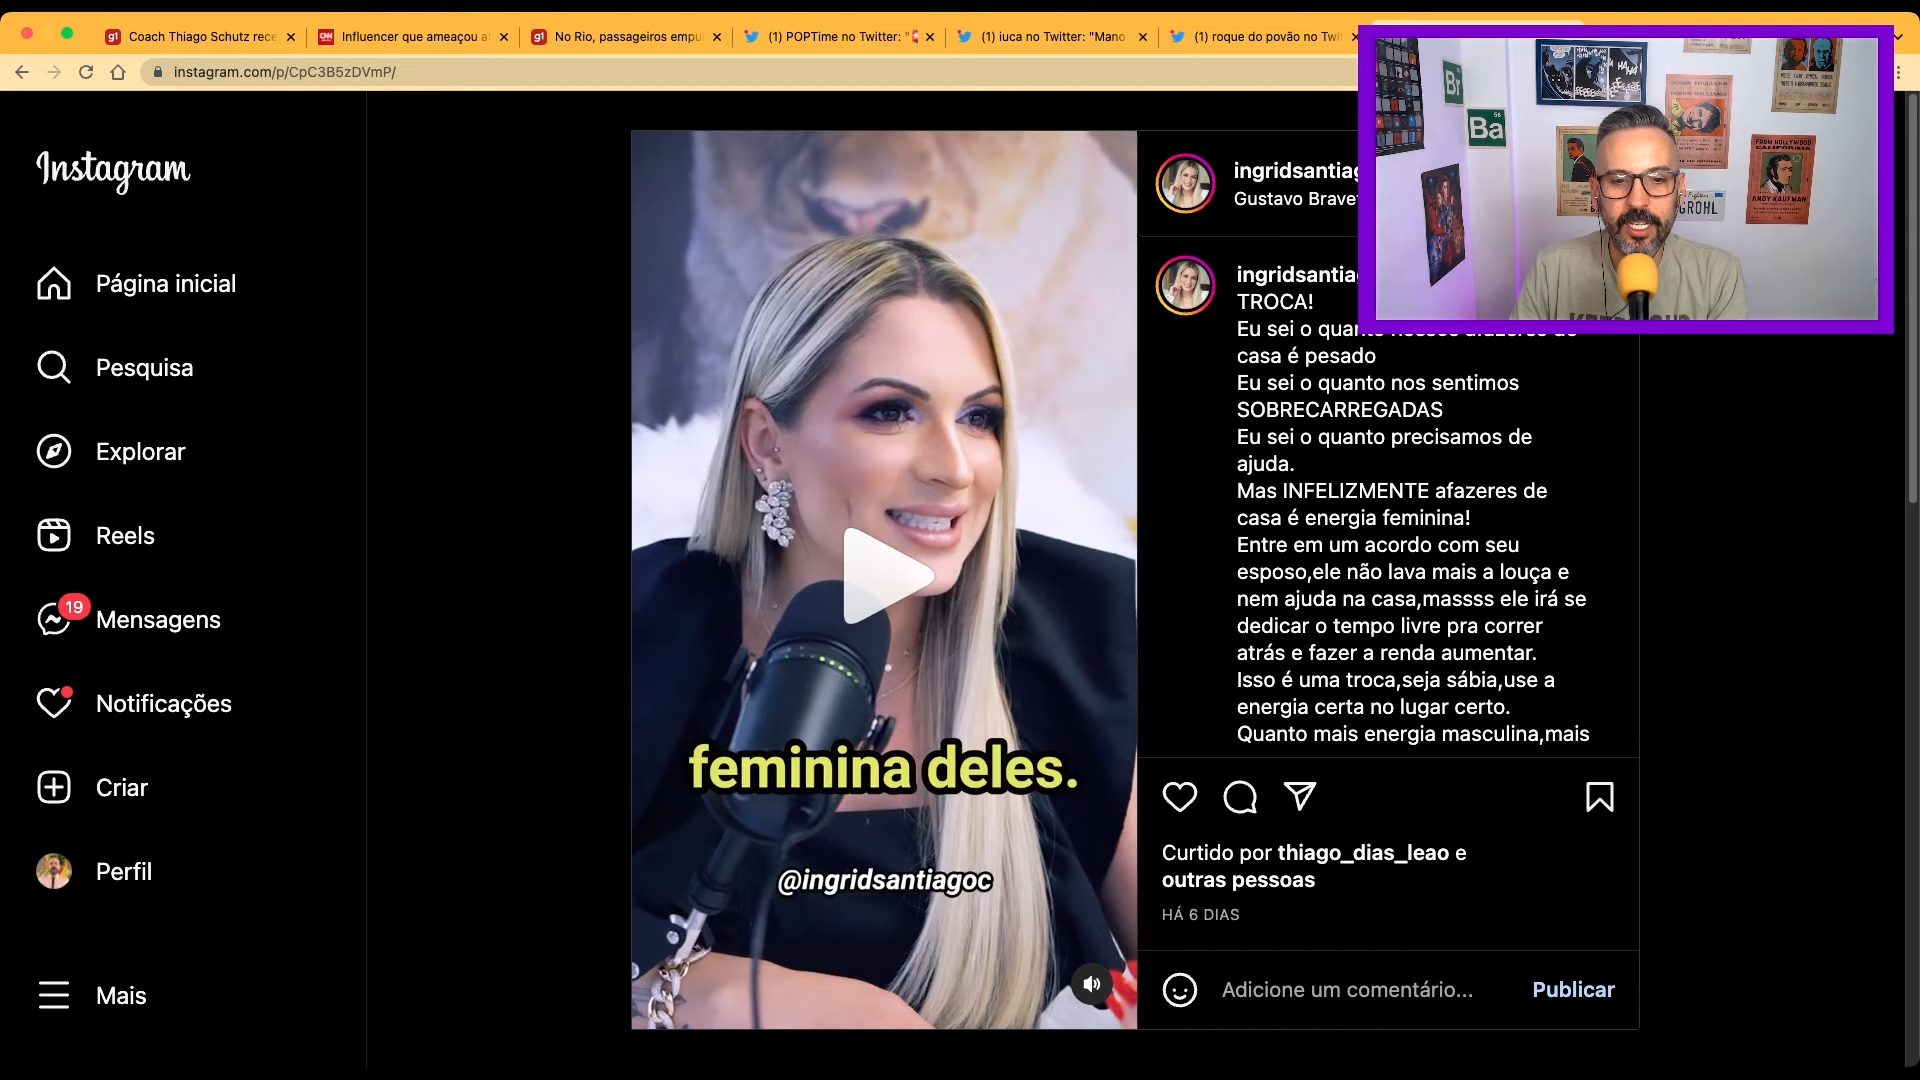 Coach Thiago Schutz rece
Influencer que ameaçou a
No Rio, passageiros empu
(1) POPTime no Twitter: "
(1) iuca no Twitter: "Mano
(1) roque do povão no Twi
instagram.com/p/CpC3B5zDVmP/
Instagram
Página inicial
Pesquisa
Explorar
Reels
19
Mensagens
Notificações
Criar
Perfil
Mais
feminina deles.
@ingridsantiagoc
ingridsantiag
Gustavo Brave
ingridsantia
TROCA!
Eu sei o quan
casa é pesado
Eu sei o quanto nos sentimos
SOBRECARREGADAS
Eu sei o quanto precisamos de
ajuda.
Mas INFELIZMENTE afazeres de
casa é energia feminina!
Entre em um acordo com seu
esposo,ele não lava mais a louça e
nem ajuda na casa,massss ele irá se
dedicar o tempo livre pra correr
atrás e fazer a renda aumentar.
Isso é uma troca,seja sábia,use a
energia certa no lugar certo.
Quanto mais energia masculina,mais
Curtido por thiago_dias_leao e
outras pessoas
HÁ 6 DIAS
Adicione um comentário...
Publicar
Br
56
Ba
HA HA!
FROM HOLLYWOOD
CALIFORNIA
ANDY KAUFMAN
GROHL